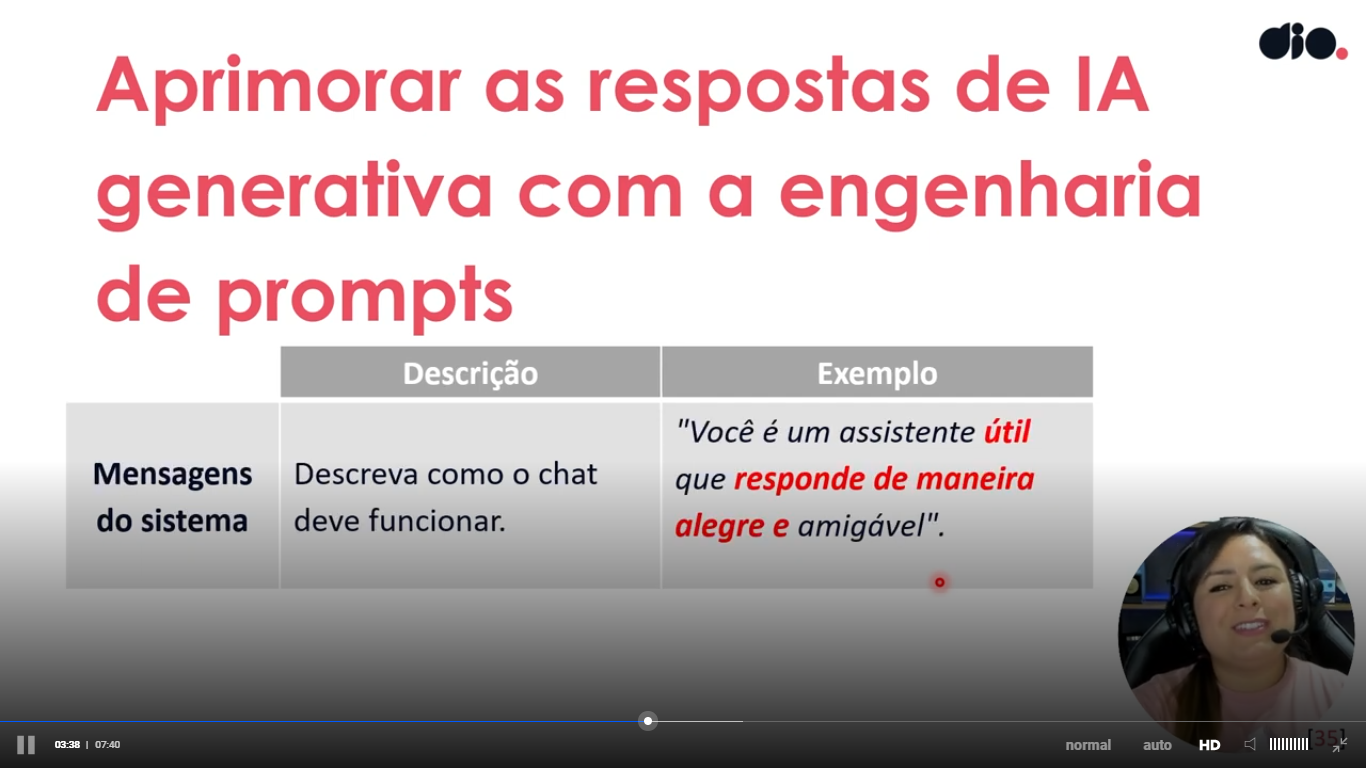 dio.
Aprimorar as respostas de IA
generativa com a engenharia
de prompts
Descrição
Exemplo
Mensagens
do sistema
Descreva como o chat
deve funcionar.
"Você é um assistente útil
que responde de maneira
alegre e amigável".
[35]
03:38 | 07:40
normal
auto
HD